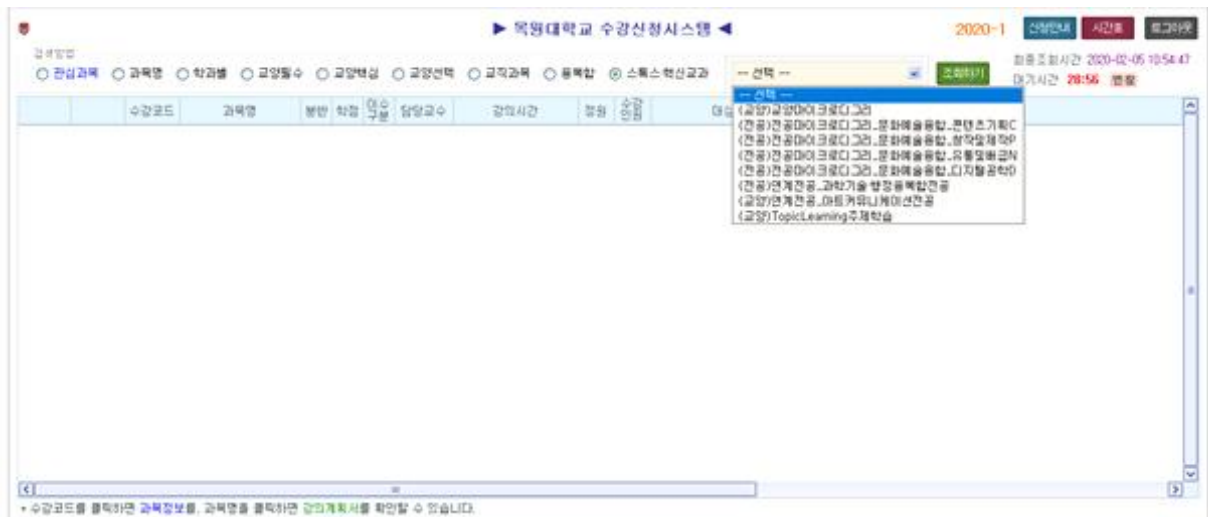 ▶ 목원대학교 수강신청시스템 ◀
2020-1 신청안내 시간표 로그아웃
검색방법
관심과목 과목명 학과별 교양필수 교양핵심 교양선택 교직과목 융복합 스톡스혁신교과 -- 선택 -- 조회하기
최종조회시간 2020-02-05 10:54:47
대기시간 28:56 연장
수강코드 과목명 분반 학점 이수구분 담당교수 강의시간 정원 수강인원
-- 선택 --
(교양)교양마이크로디그리
(전공)전공마이크로디그리_문화예술융합_콘텐츠기획C
(전공)전공마이크로디그리_문화예술융합_창작및제작P
(전공)전공마이크로디그리_문화예술융합_유통및배급N
(전공)전공마이크로디그리_문화예술융합_디지털공학D
(전공)연계전공_과학기술행정융복합전공
(교양)연계전공_아트커뮤니케이션전공
(교양)TopicLearning주제학습
* 수강코드를 클릭하면 과목정보를, 과목명을 클릭하면 강의계획서를 확인할 수 있습니다.